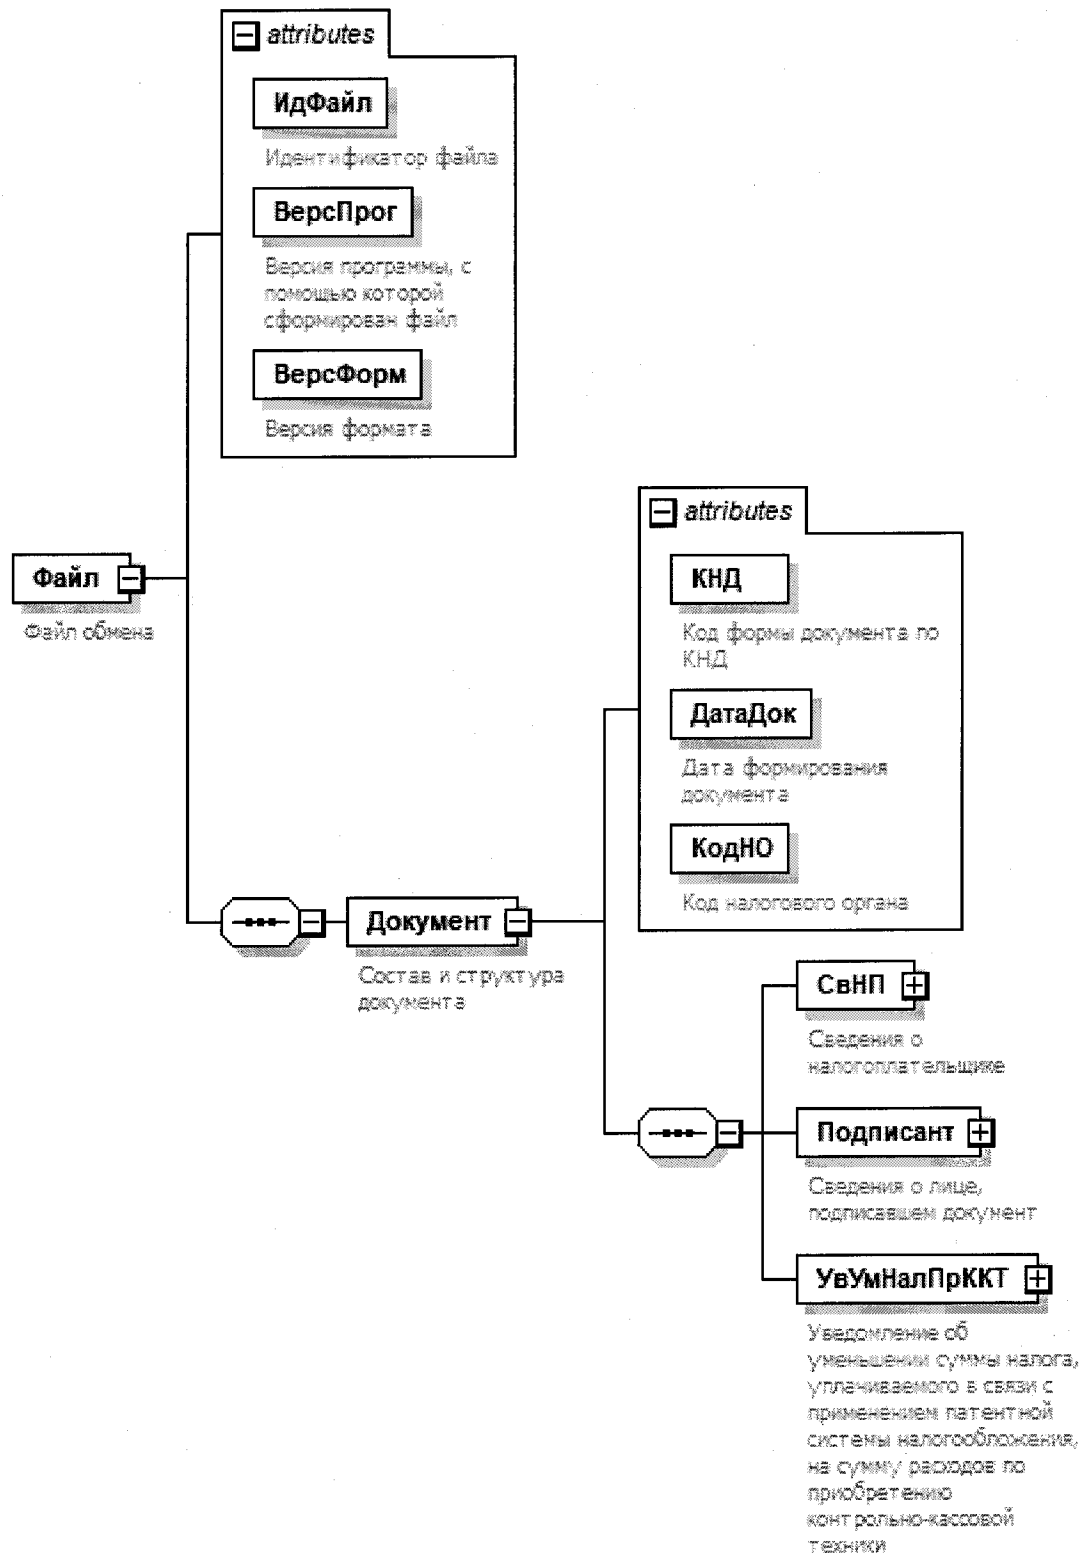 attributes
ИдФайл
Идентификатор файла
ВерсПрог
Версия программы, с
помощью которой
сформирован файл
ВерсФорм
Версия формата
Файл
Файл обмена
attributes
КНД
Код формы документа по
КНД
ДатаДок
Дата формирования
документа
КодНО
Код налогового органа
Документ
Состав и структура
документа
СвНП
Сведения о
налогоплательщике
Подписант
Сведения о лице,
подписавшем документ
УвУмНалПрККТ
Уведомление об
уменьшении суммы налога,
уплачиваемого в связи с
применением патентной
системы налогообложения,
на сумму расходов по
приобретению
контрольно-кассовой
техники